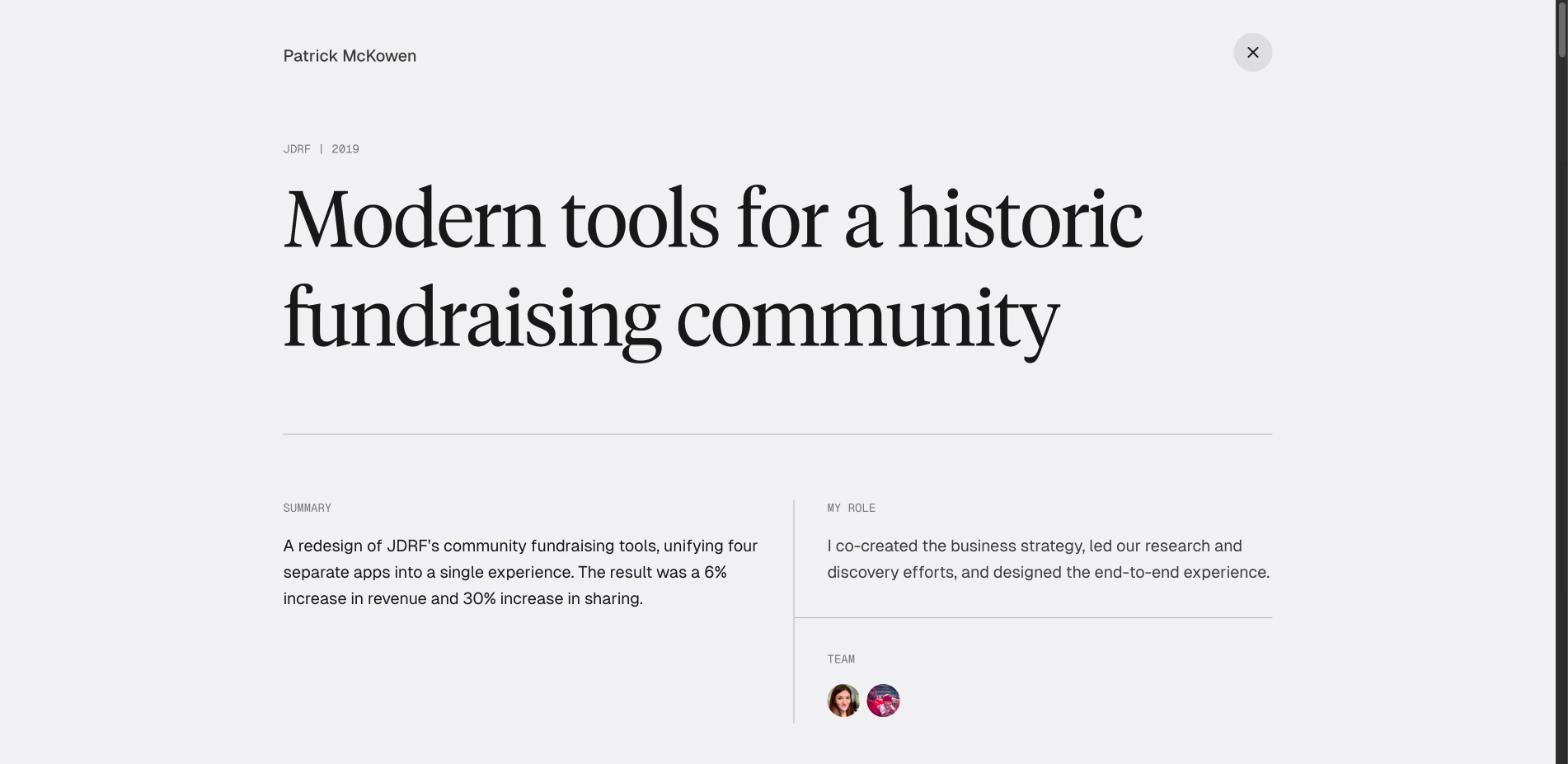 Patrick McKowen
JDRF | 2019
Modern tools for a historic
fundraising community
SUMMARY
A redesign of JDRF's community fundraising tools, unifying four
separate apps into a single experience. The result was a 6%
increase in revenue and 30% increase in sharing.
MY ROLE
I co-created the business strategy, led our research and
discovery efforts, and designed the end-to-end experience.
TEAM